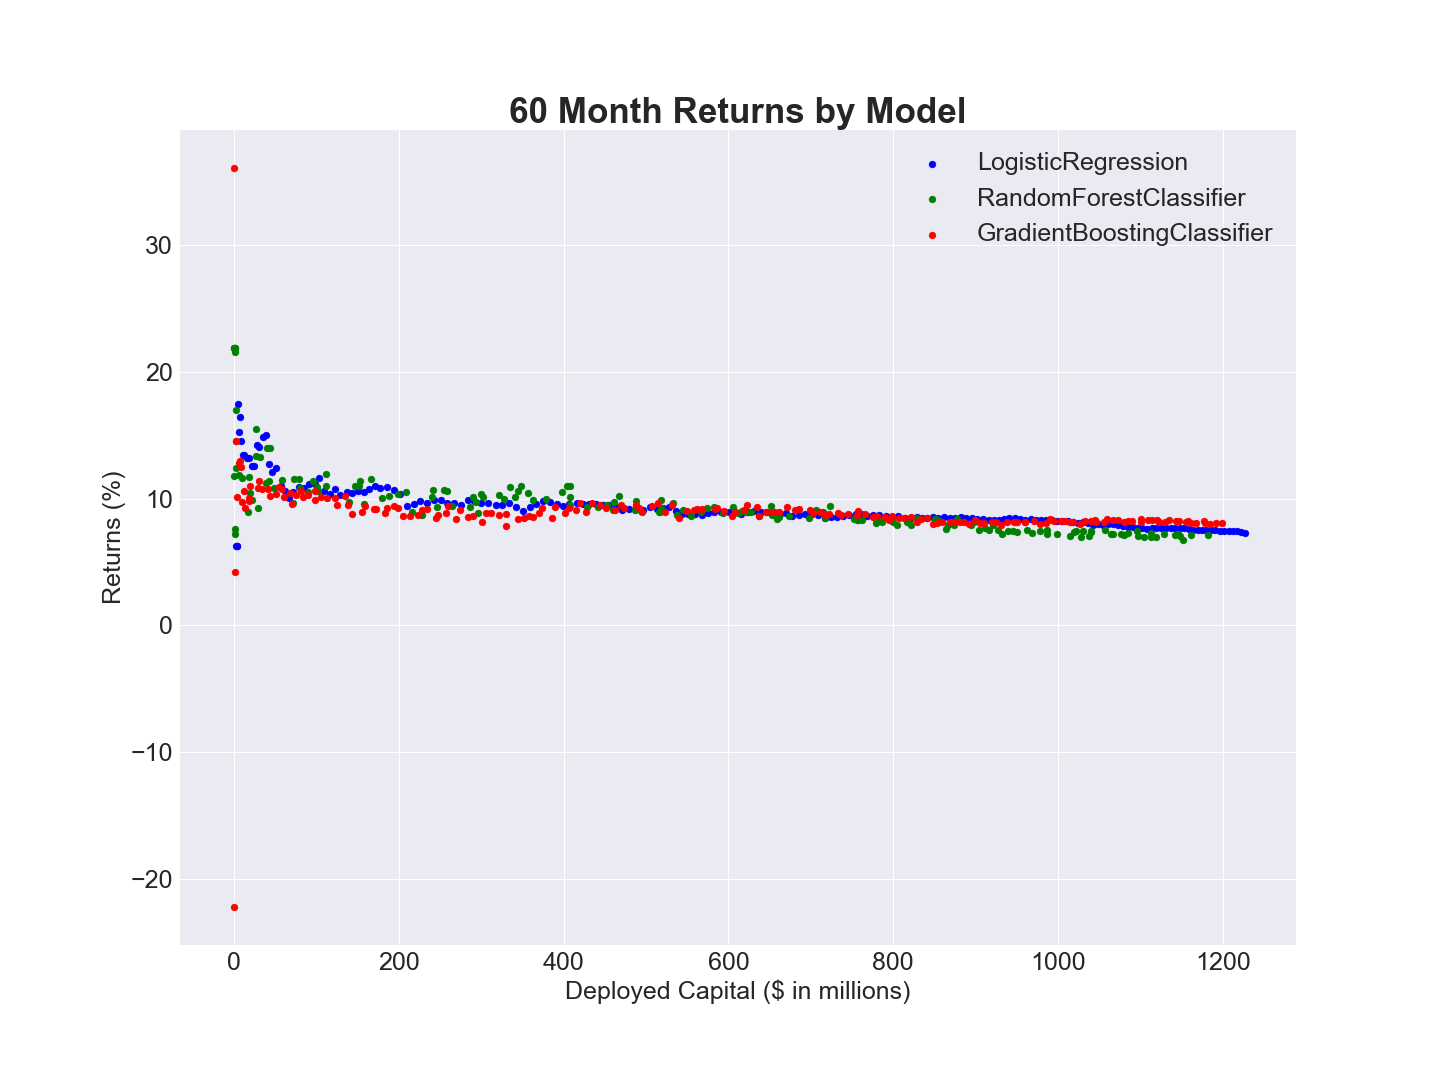 60 Month Returns by Model
LogisticRegression
RandomForestClassifier
GradientBoostingClassifier
Returns (%)
30
20
10
0
−10
−20
0 200 400 600 800 1000 1200
Deployed Capital ($ in millions)